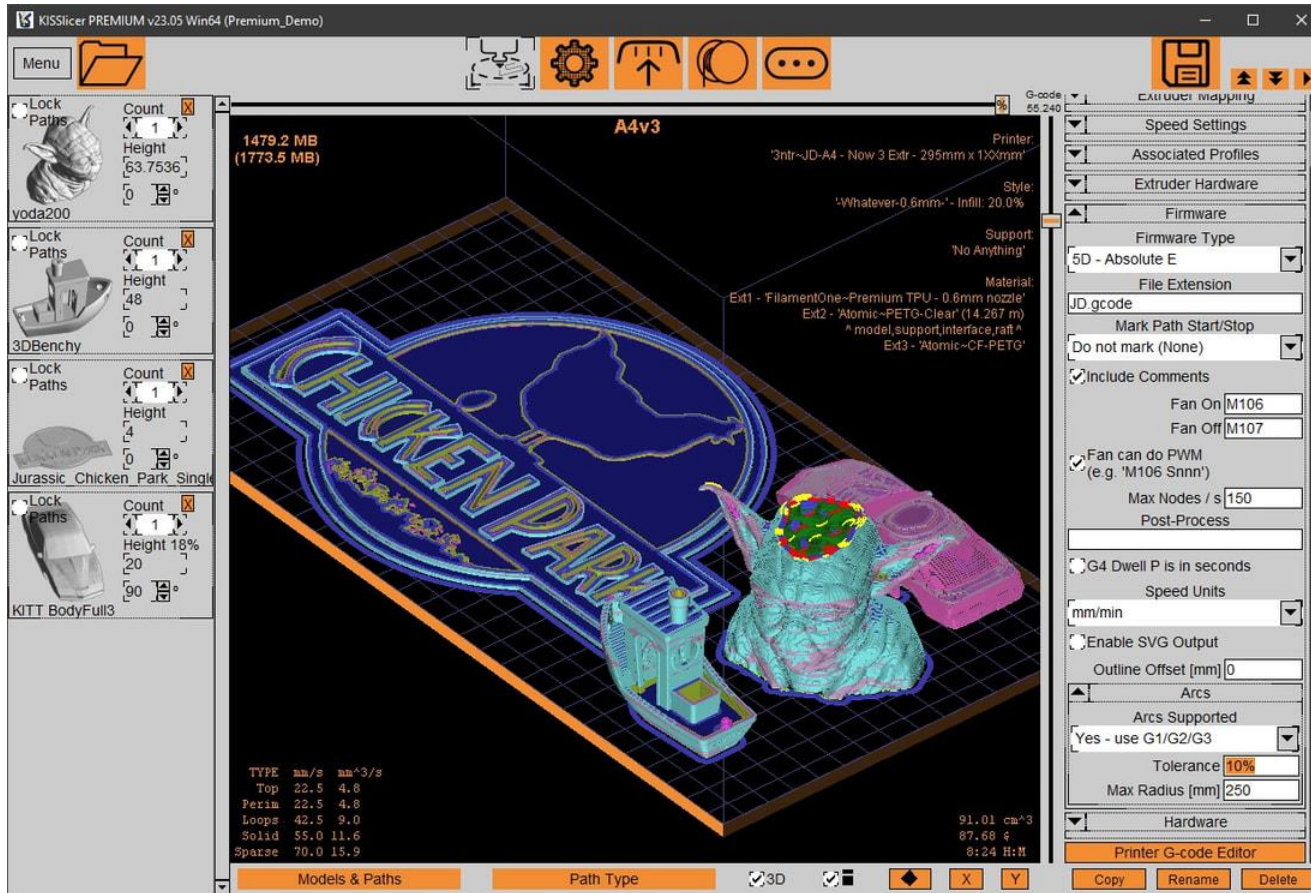 KISSlicer PREMIUM v23.05 Win64 (Premium_Demo)
Menu
G-code
55.240
%
Lock
Paths
Count
X
1
Height
63.7536
0
°
yoda200
Lock
Paths
Count
X
1
Height
48
0
°
3DBenchy
Lock
Paths
Count
X
1
Height
4
0
°
Jurassic_Chicken_Park_Single
Lock
Paths
Count
X
1
Height 18%
20
90
°
KITT BodyFull3
A4v3
1479.2 MB
(1773.5 MB)
Printer:
'3ntr~JD-A4 - Now 3 Extr - 295mm x 1XXmm'
Style:
'-Whatever-0.6mm-' - Infill: 20.0%
Support:
'No Anything'
Material:
Ext1 - 'FilamentOne~Premium TPU - 0.6mm nozzle'
Ext2 - 'Atomic~PETG-Clear' (14.267 m)
^ model,support,interface,raft ^
Ext3 - 'Atomic~CF-PETG'
CHICKEN PARK
TYPE mm/s mm^3/s
Top 22.5 4.8
Perim 22.5 4.8
Loops 42.5 9.0
Solid 55.0 11.6
Sparse 70.0 15.9
91.01 cm^3
87.68 g
8:24 H:M
Models & Paths
Path Type
3D
X
Y
Extruder Mapping
Speed Settings
Associated Profiles
Extruder Hardware
Firmware
Firmware Type
5D - Absolute E
File Extension
JD.gcode
Mark Path Start/Stop
Do not mark (None)
Include Comments
Fan On M106
Fan Off M107
Fan can do PWM
(e.g. 'M106 Snnn')
Max Nodes / s 150
Post-Process
G4 Dwell P is in seconds
Speed Units
mm/min
Enable SVG Output
Outline Offset [mm] 0
Arcs
Arcs Supported
Yes - use G1/G2/G3
Tolerance 10%
Max Radius [mm] 250
Hardware
Printer G-code Editor
Copy
Rename
Delete